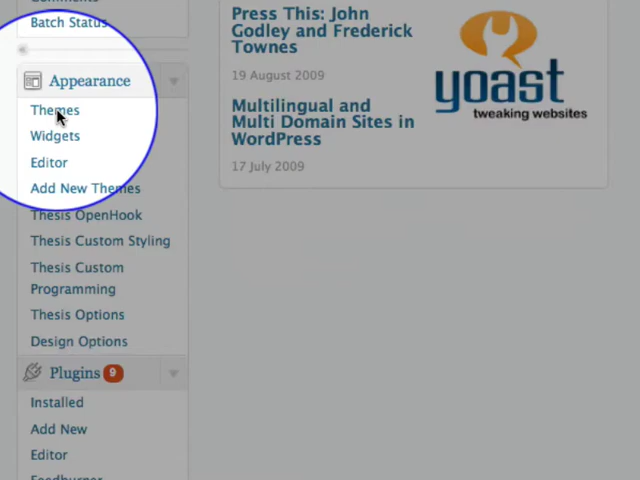 Batch Status
Appearance
Themes
Widgets
Editor
Add New Themes
Thesis OpenHook
Thesis Custom Styling
Thesis Custom
Programming
Thesis Options
Design Options
Plugins 9
Installed
Add New
Editor
Feedburner
Press This: John
Godley and Frederick
Townes
19 August 2009
Multilingual and
Multi Domain Sites in
WordPress
17 July 2009
yoast
tweaking websites